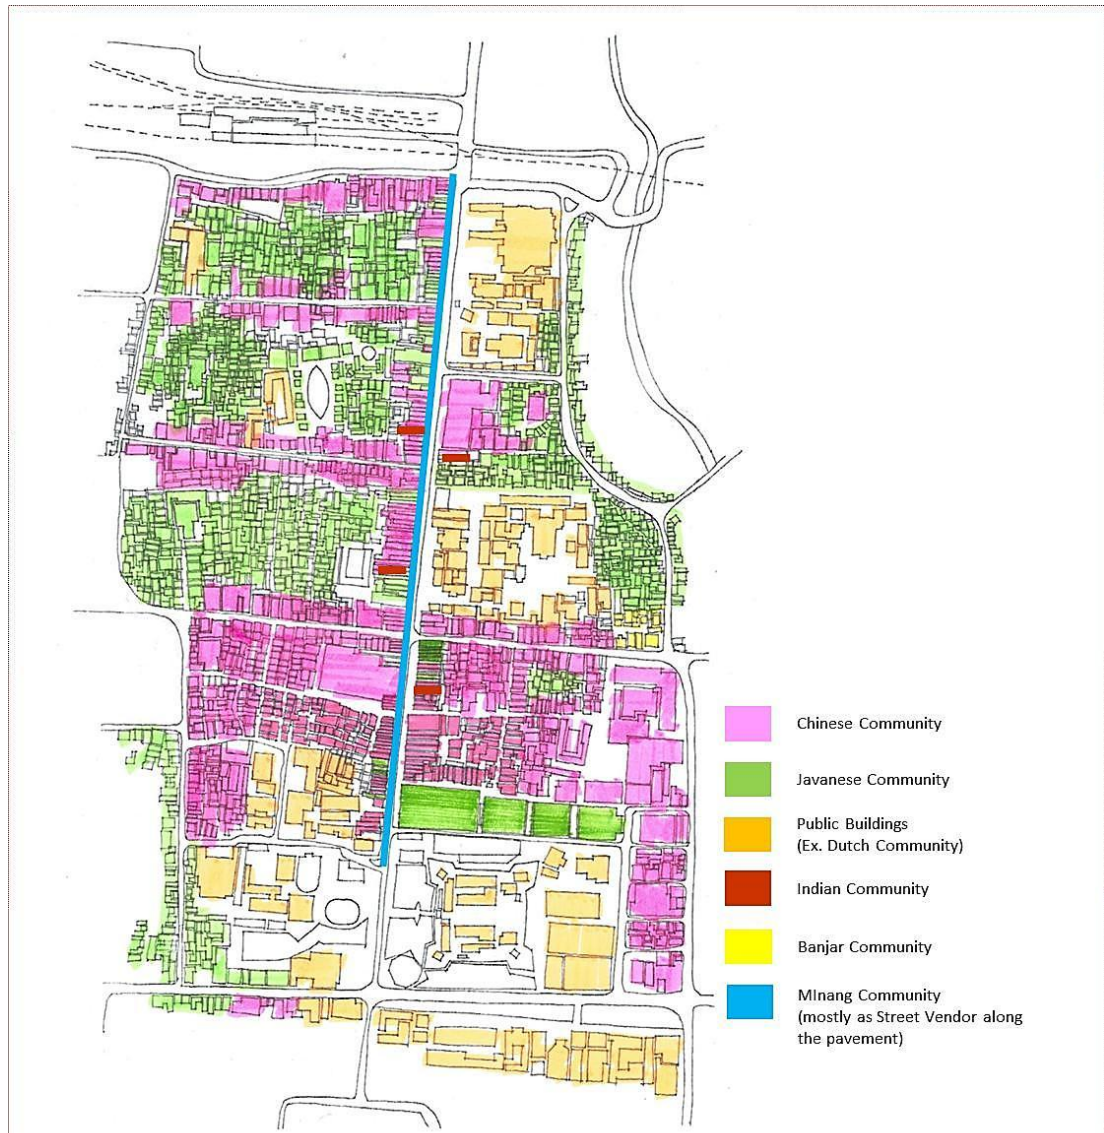 Chinese Community
Javanese Community
Public Buildings
(Ex. Dutch Community)
Indian Community
Banjar Community
MInang Community
(mostly as Street Vendor along
the pavement)